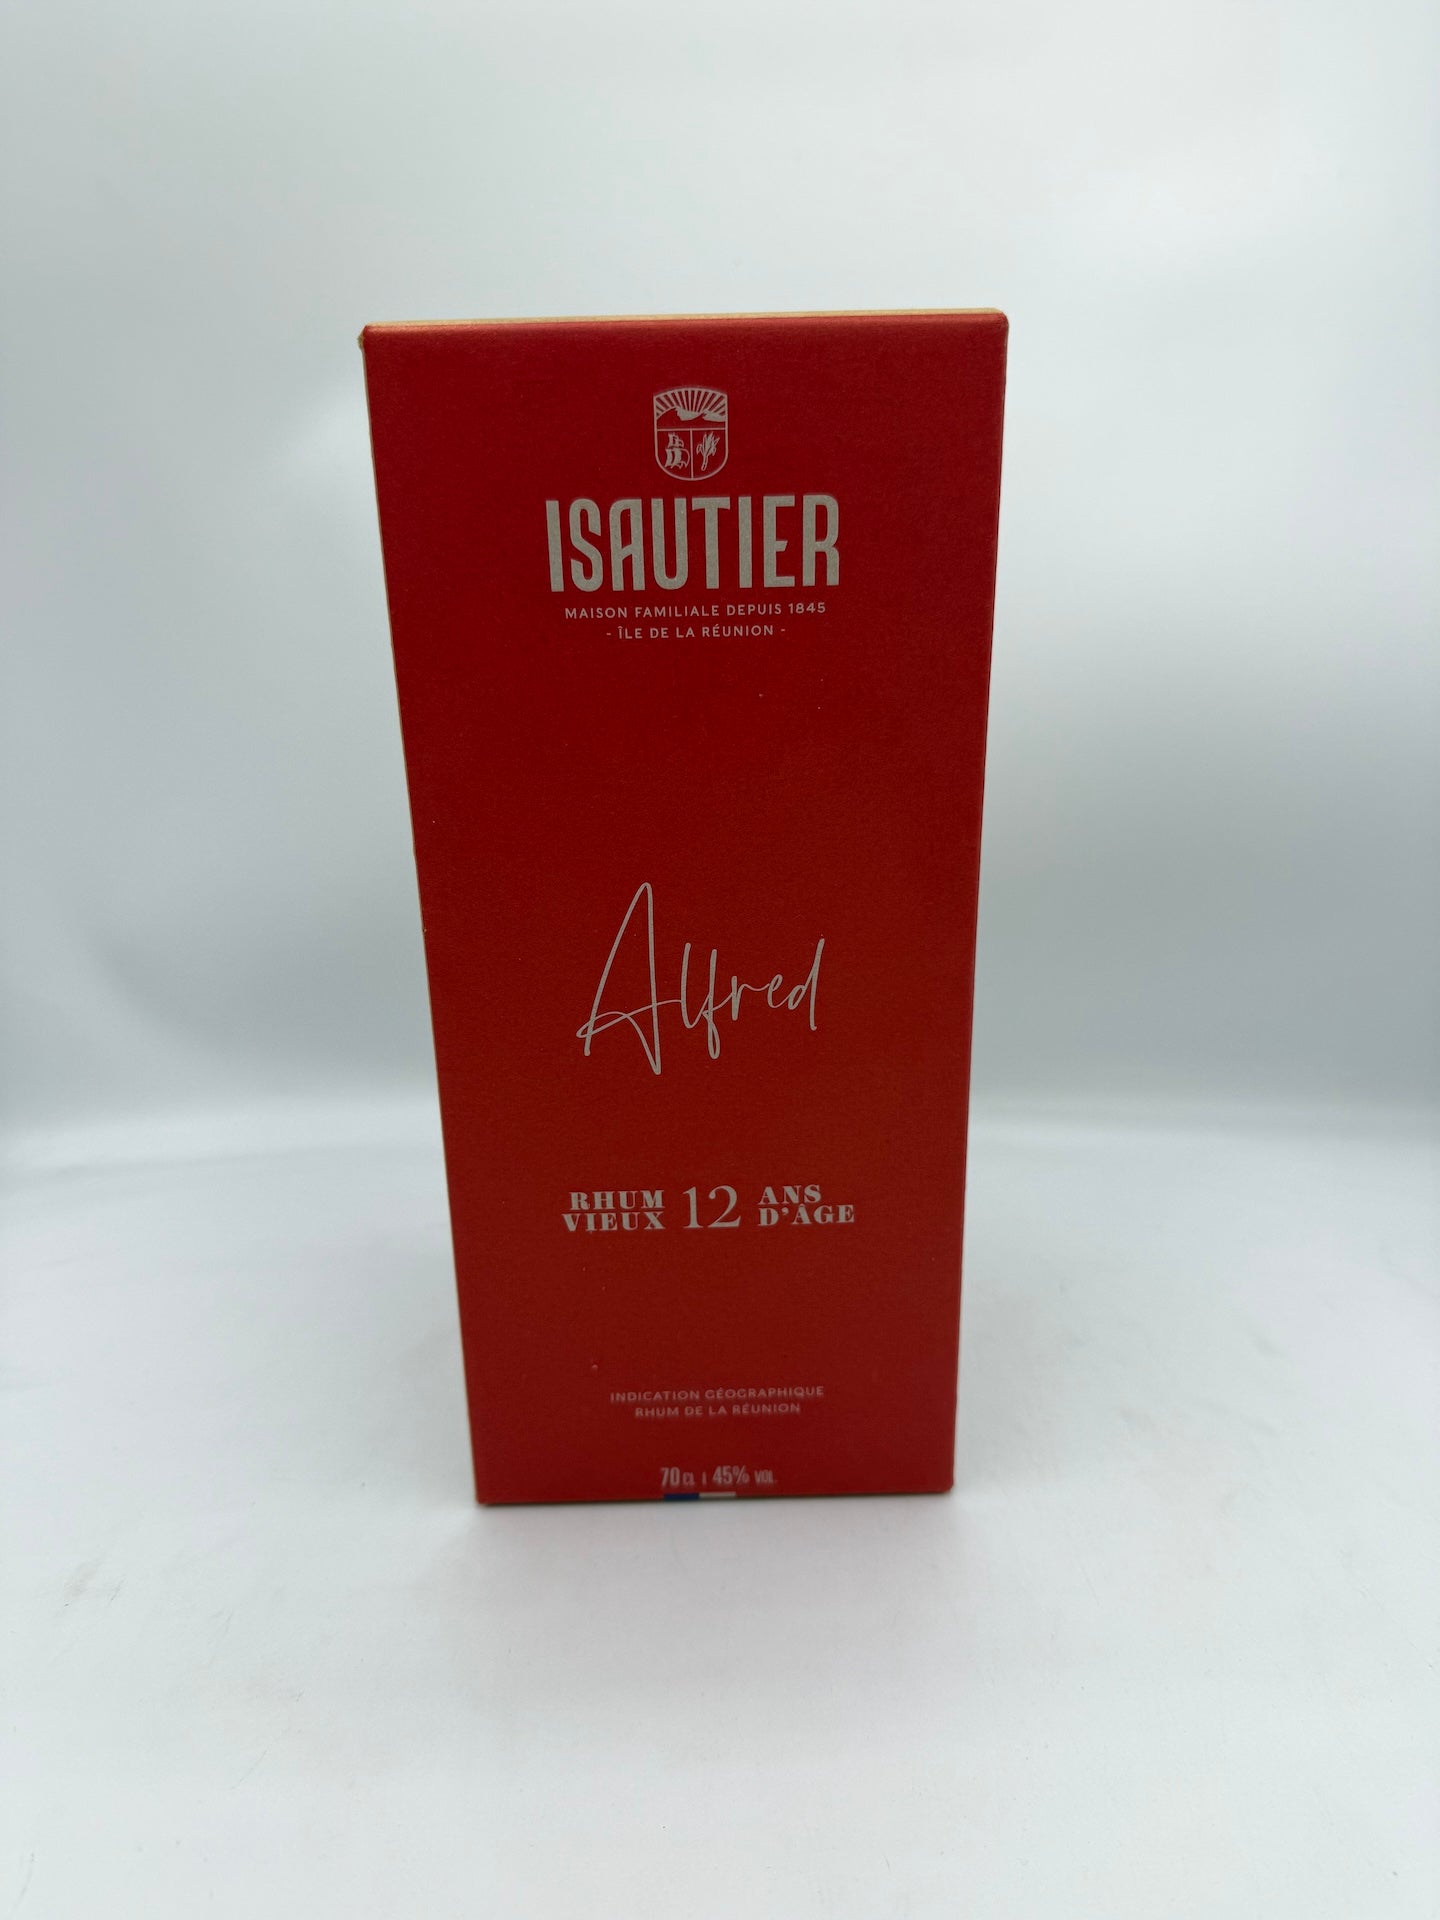 ISAUTIER
MAISON FAMILIALE DEPUIS 1845
- ÎLE DE LA RÉUNION -
Alfred
RHUM VIEUX 12 ANS D'ÂGE
INDICATION GÉOGRAPHIQUE
RHUM DE LA RÉUNION
70 CL | 45% VOL.